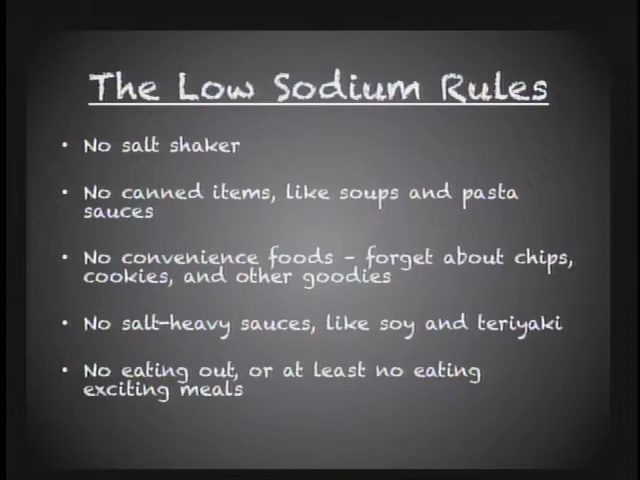 The Low Sodium Rules
• No salt shaker
• No canned items, like soups and pasta
sauces
• No convenience foods – forget about chips,
cookies, and other goodies
• No salt-heavy sauces, like soy and teriyaki
• No eating out, or at least no eating
exciting meals